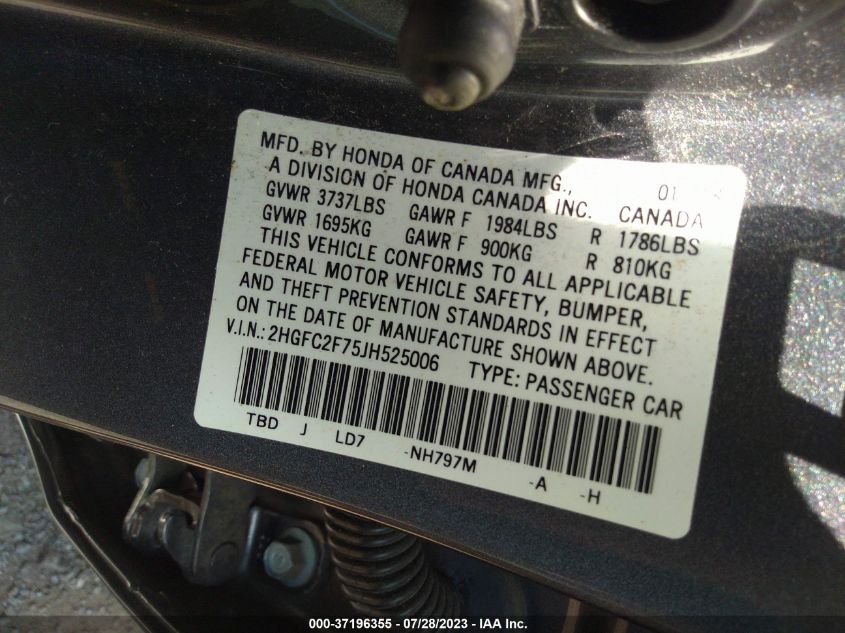 MFD. BY HONDA OF CANADA MFG., 01
A DIVISION OF HONDA CANADA INC. CANADA
GVWR 3737LBS GAWR F 1984LBS R 1786LBS
GVWR 1695KG GAWR F 900KG R 810KG
THIS VEHICLE CONFORMS TO ALL APPLICABLE
FEDERAL MOTOR VEHICLE SAFETY, BUMPER,
AND THEFT PREVENTION STANDARDS IN EFFECT
ON THE DATE OF MANUFACTURE SHOWN ABOVE.
V.I.N.: 2HGFC2F75JH525006 TYPE: PASSENGER CAR
TBD J LD7 -NH797M -A -H
000-37196355 / 07/28/2023 - IAA Inc.